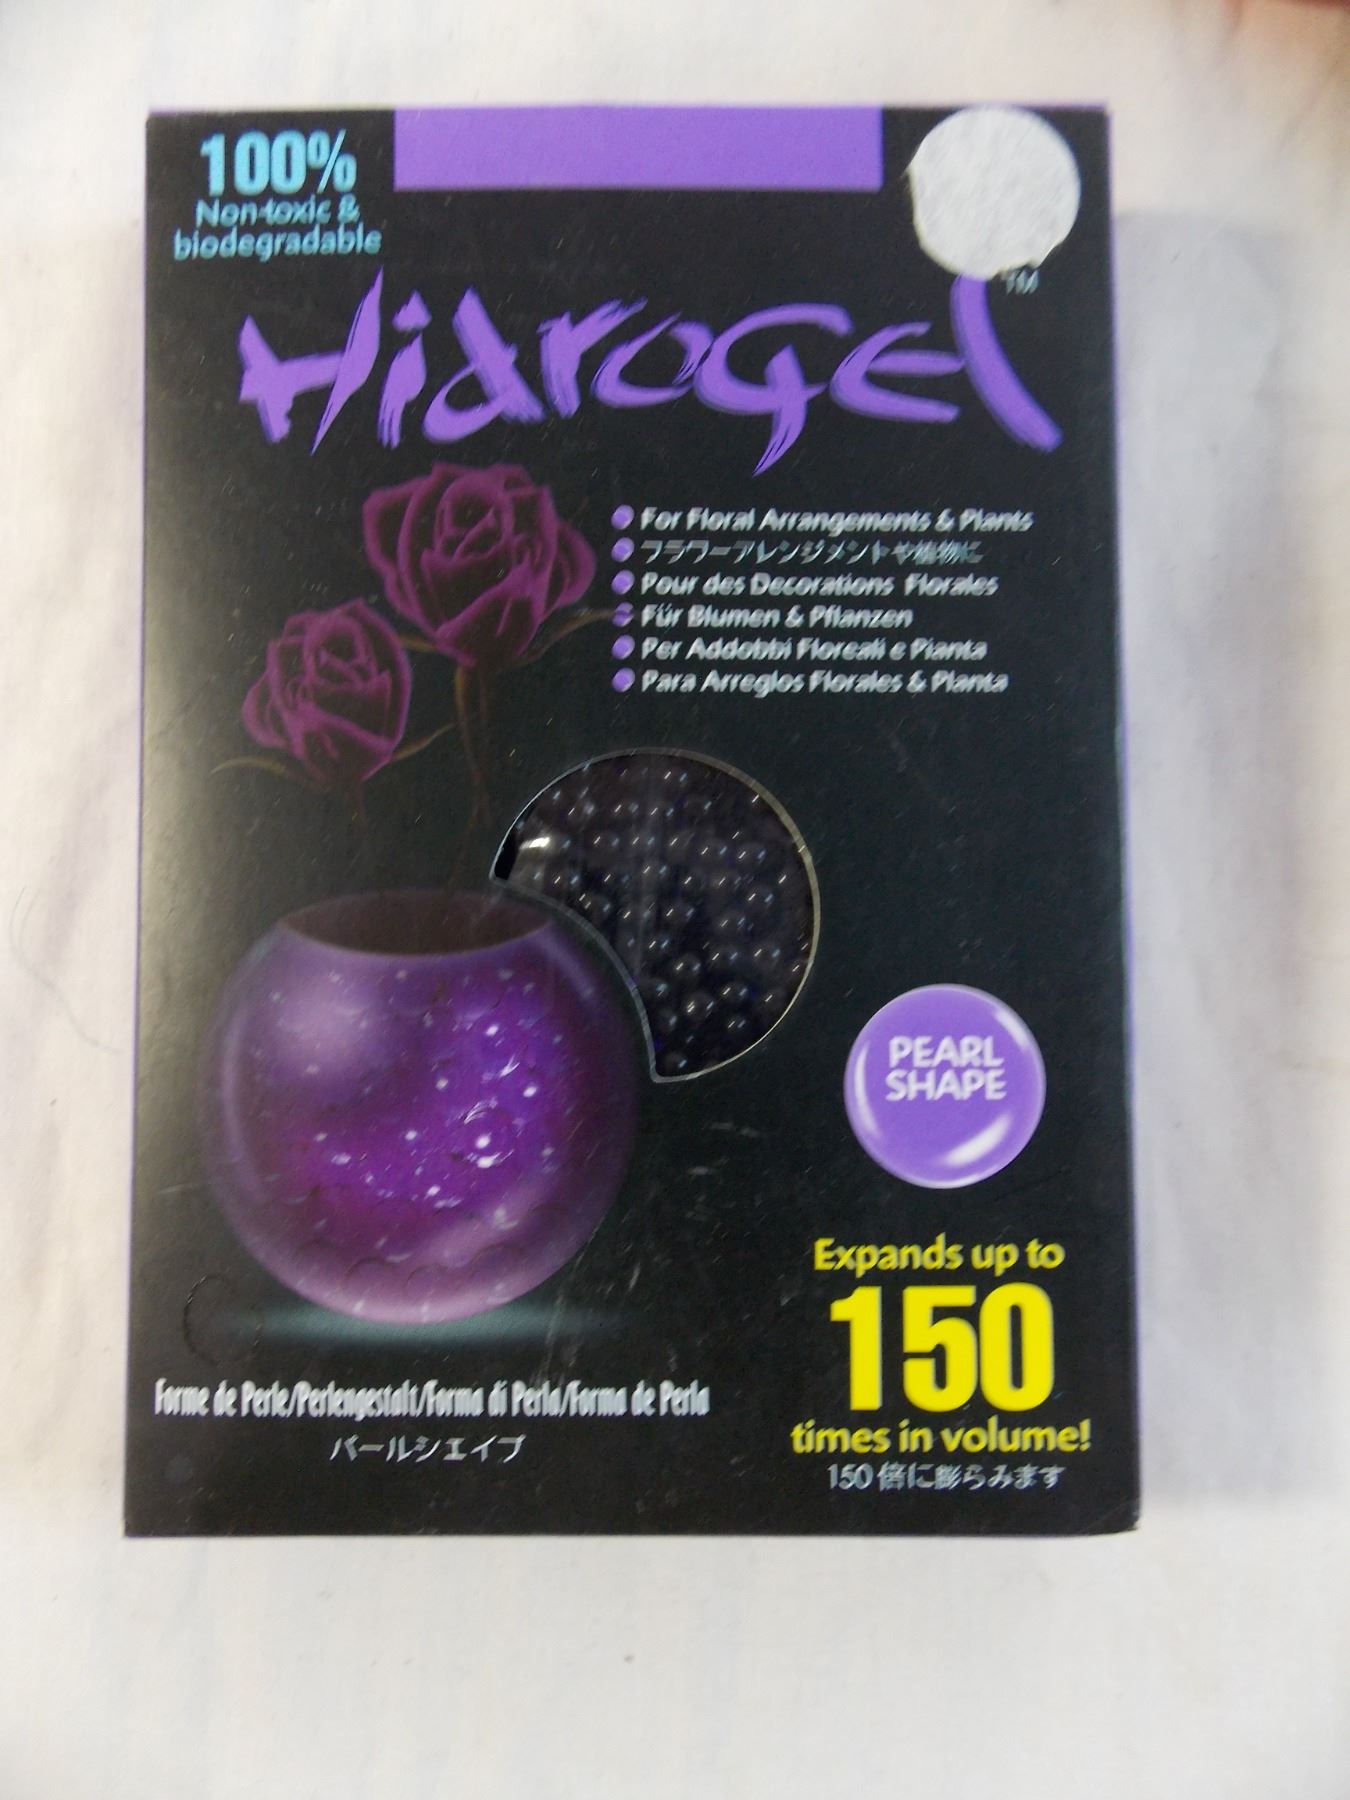 100%
Non-toxic &
biodegradable
HidroGel
TM
For Floral Arrangements & Plants
フラワーアレンジメントや植物に
Pour des Decorations Florales
Für Blumen & Pflanzen
Per Addobbi Floreali e Pianta
Para Arreglos Florales & Planta
PEARL
SHAPE
Expands up to
150
times in volume!
150倍に膨らみます
Forme de Perle/Perlengestalt/Forma di Perla/Forma de Perla
パールシェイプ